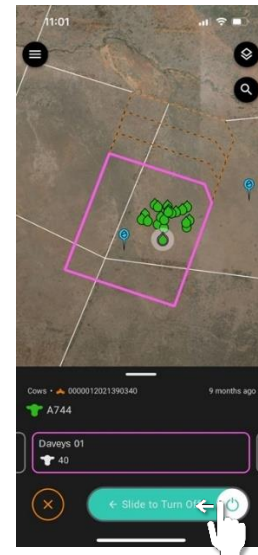 11:01
Cows • 0000012021390340 9 months ago
A744
Daveys 01
40
← Slide to Turn Off